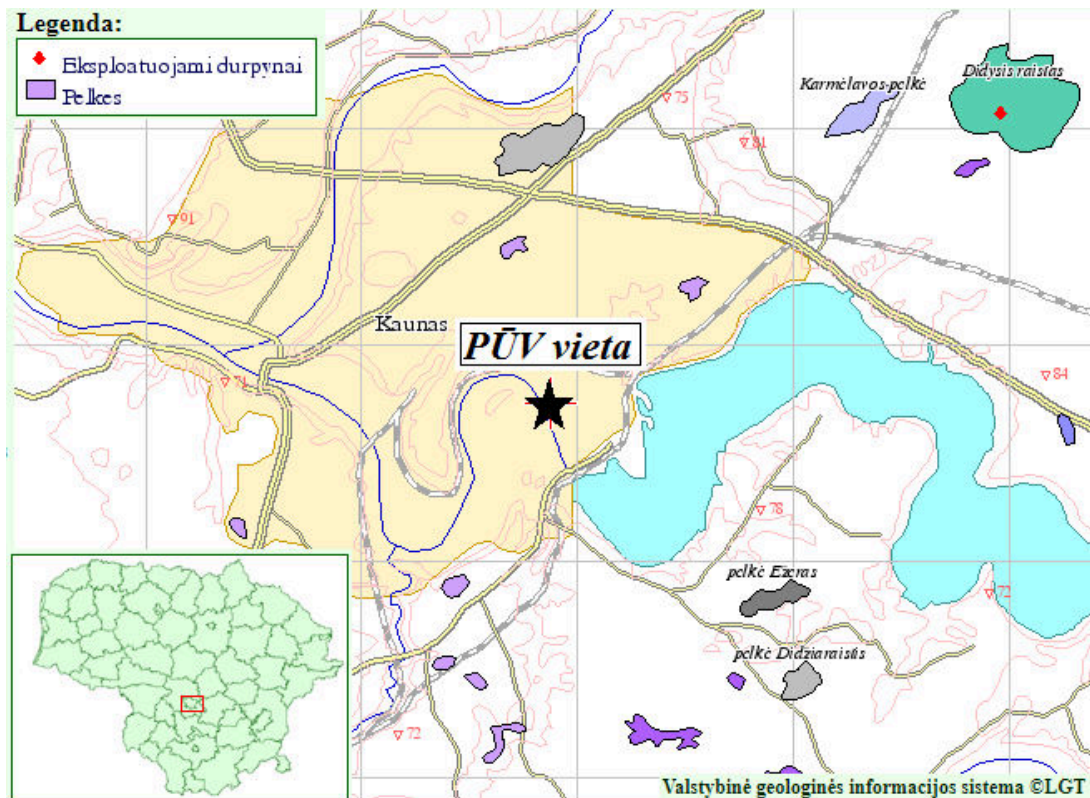 Legenda:
Eksploatuojami durpynai
Pelkės
Karmėlavos pelkė
Didysis raistas
75
81
91
Kaunas
PŪV vieta
71
84
78
pelkė Ežeras
72
pelkė Didžiaraistis
72
Valstybinė geologinės informacijos sistema ©LGT